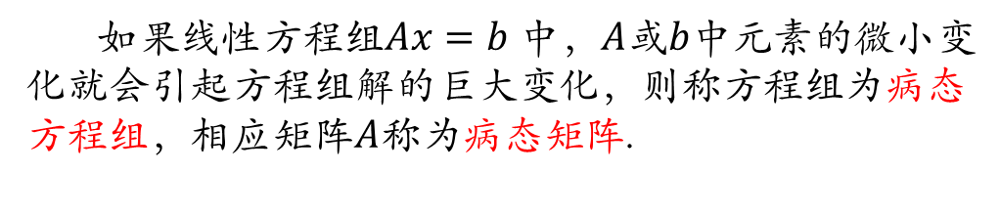 如果线性方程组Ax = b 中，A或b中元素的微小变
化就会引起方程组解的巨大变化，则称方程组为病态
方程组，相应矩阵A称为病态矩阵.